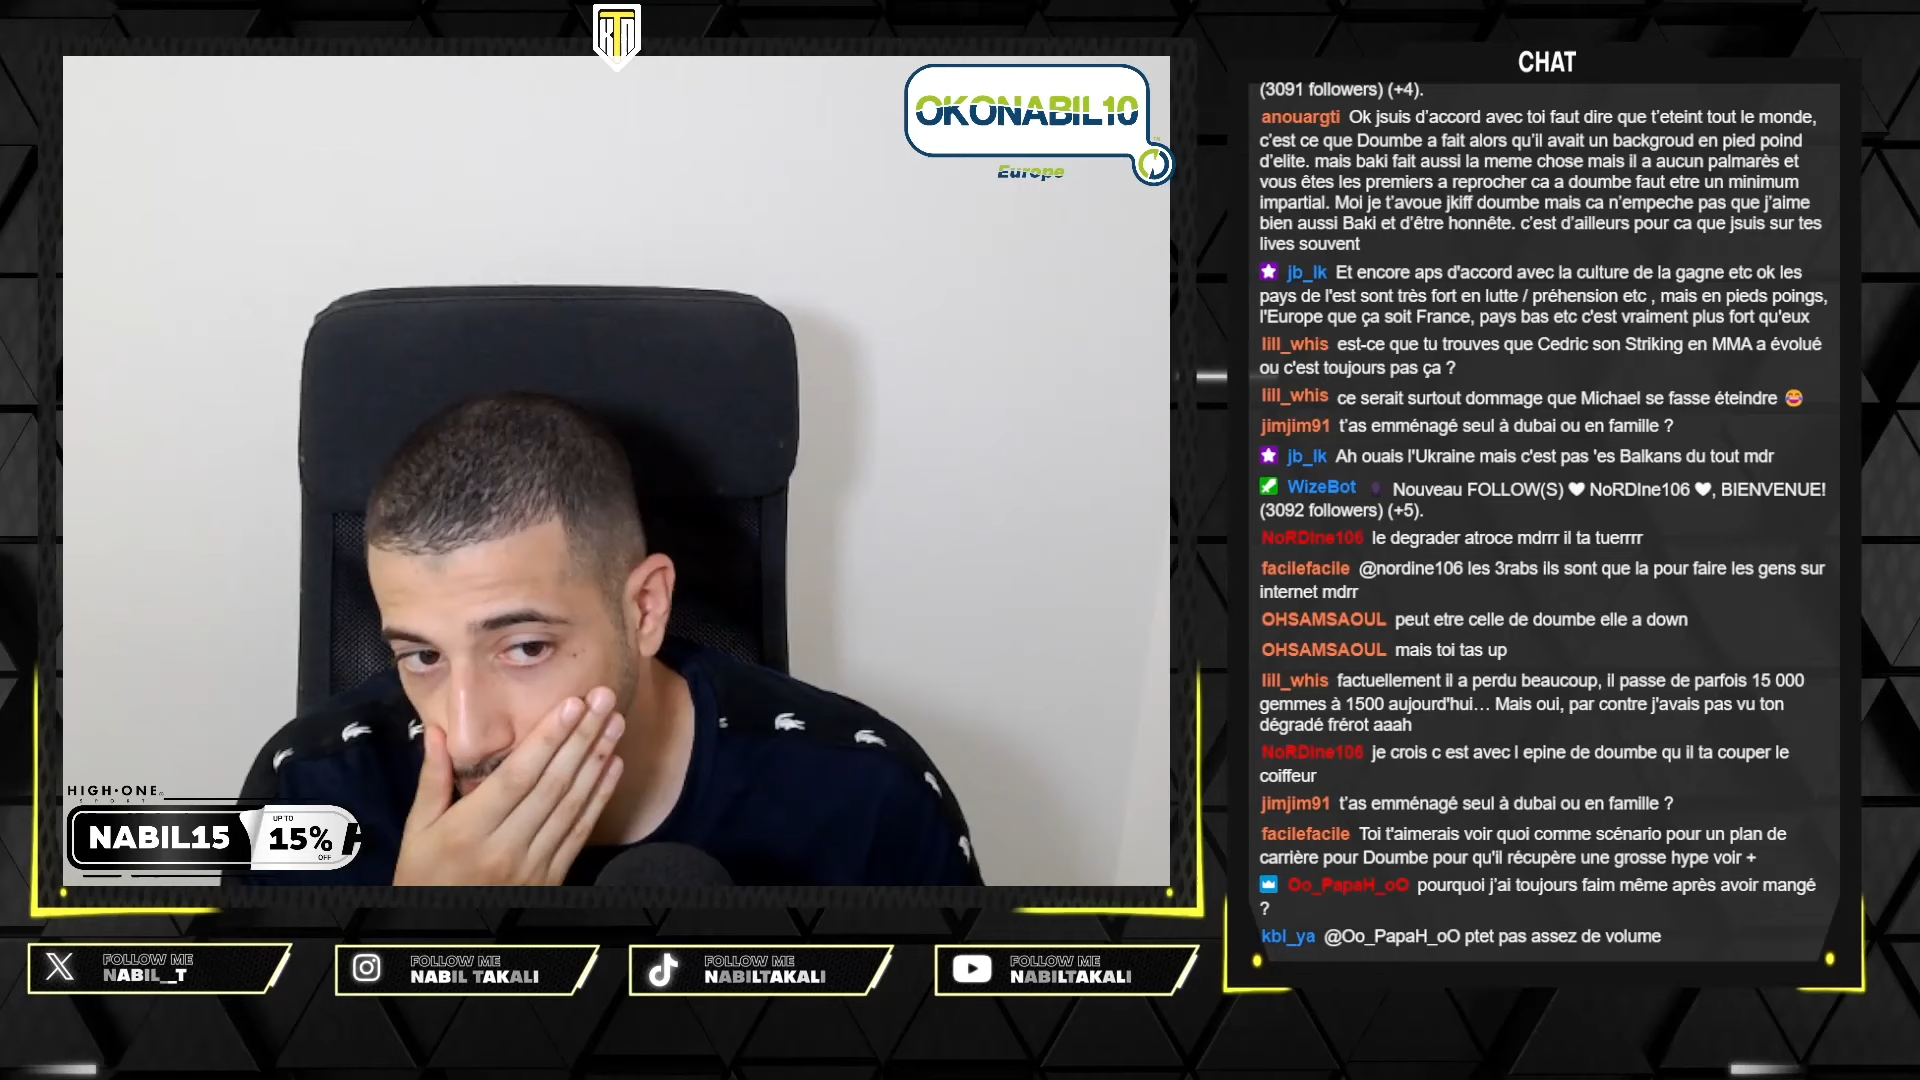 KTN
OKONABIL10
Europe
HIGH·ONE
SPORT
NABIL15
UP TO
15%
OFF
FOLLOW ME
NABIL__T
FOLLOW ME
NABIL TAKALI
FOLLOW ME
NABILTAKALI
FOLLOW ME
NABILTAKALI
CHAT
(3091 followers) (+4).
anouargti Ok jsuis d'accord avec toi faut dire que t'eteint tout le monde,
c'est ce que Doumbe a fait alors qu'il avait un backgroud en pied poind
d'elite. mais baki fait aussi la meme chose mais il a aucun palmarès et
vous êtes les premiers a reprocher ca a doumbe faut etre un minimum
impartial. Moi je t'avoue jkiff doumbe mais ca n'empeche pas que j'aime
bien aussi Baki et d'être honnête. c'est d'ailleurs pour ca que jsuis sur tes
lives souvent
jb_lk Et encore aps d'accord avec la culture de la gagne etc ok les
pays de l'est sont très fort en lutte / préhension etc , mais en pieds poings,
l'Europe que ça soit France, pays bas etc c'est vraiment plus fort qu'eux
lill_whis est-ce que tu trouves que Cedric son Striking en MMA a évolué
ou c'est toujours pas ça ?
lill_whis ce serait surtout dommage que Michael se fasse éteindre 😂
jimjim91 t'as emménagé seul à dubai ou en famille ?
jb_lk Ah ouais l'Ukraine mais c'est pas 'es Balkans du tout mdr
WizeBot Nouveau FOLLOW(S) ♥ NoRDIne106 ♥, BIENVENUE!
(3092 followers) (+5).
NoRDIne106 le degrader atroce mdrrr il ta tuerrrr
facilefacile @nordine106 les 3rabs ils sont que la pour faire les gens sur
internet mdrr
OHSAMSAOUL peut etre celle de doumbe elle a down
OHSAMSAOUL mais toi tas up
lill_whis factuellement il a perdu beaucoup, il passe de parfois 15 000
gemmes à 1500 aujourd'hui… Mais oui, par contre j'avais pas vu ton
dégradé frérot aaah
NoRDIne106 je crois c est avec l epine de doumbe qu il ta couper le
coiffeur
jimjim91 t'as emménagé seul à dubai ou en famille ?
facilefacile Toi t'aimerais voir quoi comme scénario pour un plan de
carrière pour Doumbe pour qu'il récupère une grosse hype voir +
Oo_PapaH_oO pourquoi j'ai toujours faim même après avoir mangé
?
kbl_ya @Oo_PapaH_oO ptet pas assez de volume